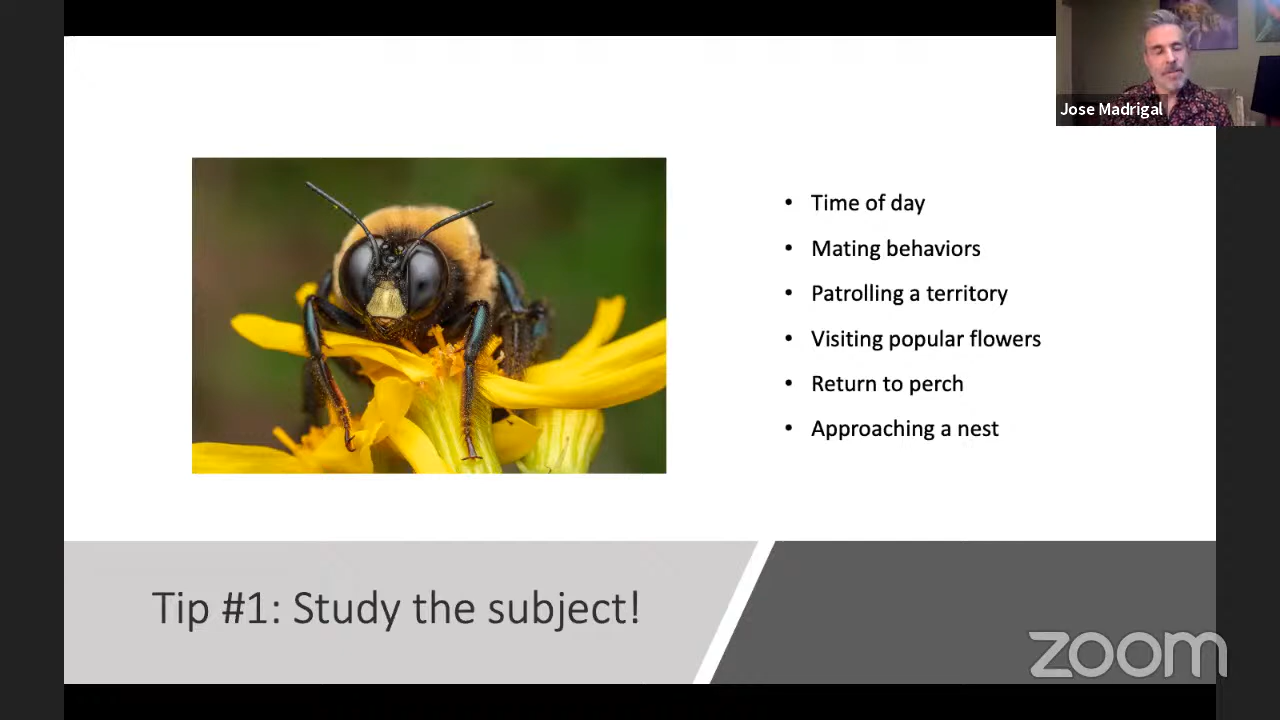 Jose Madrigal
• Time of day
• Mating behaviors
• Patrolling a territory
• Visiting popular flowers
• Return to perch
• Approaching a nest
Tip #1: Study the subject!
zoom